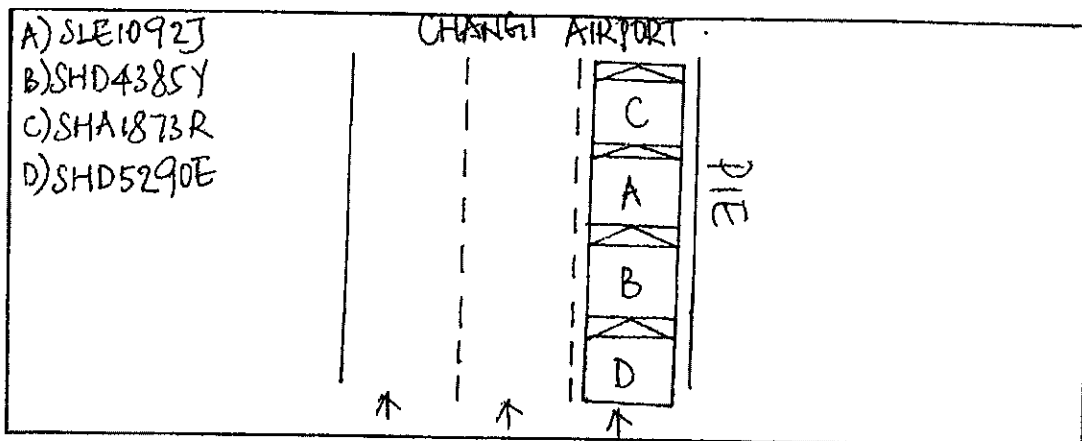 A) SLE1092J
B) SHD4385Y
C) SHA1873R
D) SHD5290E
CHANGI AIRPORT.
C
A
B
D
PIE